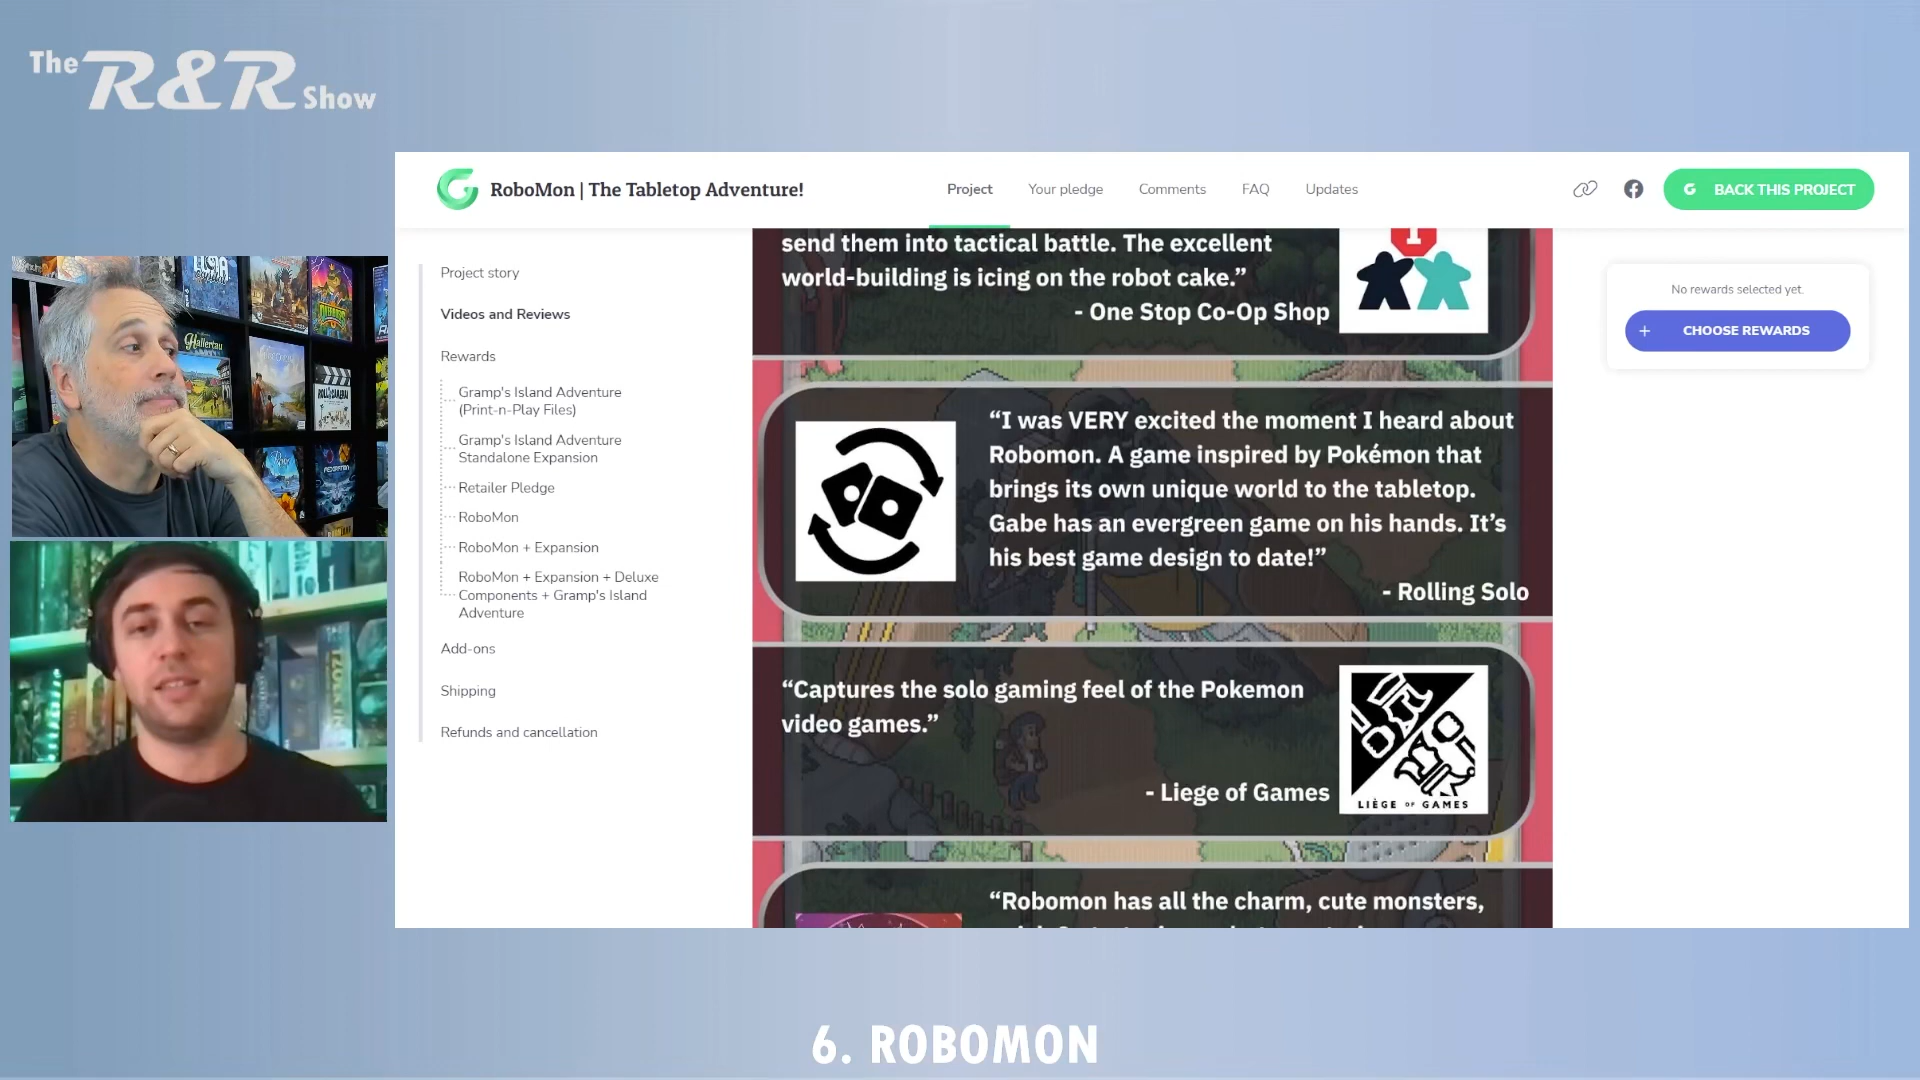 The R&R Show
RoboMon | The Tabletop Adventure!
Project
Your pledge
Comments
FAQ
Updates
BACK THIS PROJECT
Project story
Videos and Reviews
Rewards
Gramp's Island Adventure
(Print-n-Play Files)
Gramp's Island Adventure
Standalone Expansion
Retailer Pledge
RoboMon
RoboMon + Expansion
RoboMon + Expansion + Deluxe
Components + Gramp's Island
Adventure
Add-ons
Shipping
Refunds and cancellation
send them into tactical battle. The excellent
world-building is icing on the robot cake.”
- One Stop Co-Op Shop
“I was VERY excited the moment I heard about
Robomon. A game inspired by Pokémon that
brings its own unique world to the tabletop.
Gabe has an evergreen game on his hands. It’s
his best game design to date!”
- Rolling Solo
“Captures the solo gaming feel of the Pokemon
video games.”
- Liege of Games
LIÈGE OF GAMES
“Robomon has all the charm, cute monsters,
No rewards selected yet.
+ CHOOSE REWARDS
Hallertau
6. ROBOMON